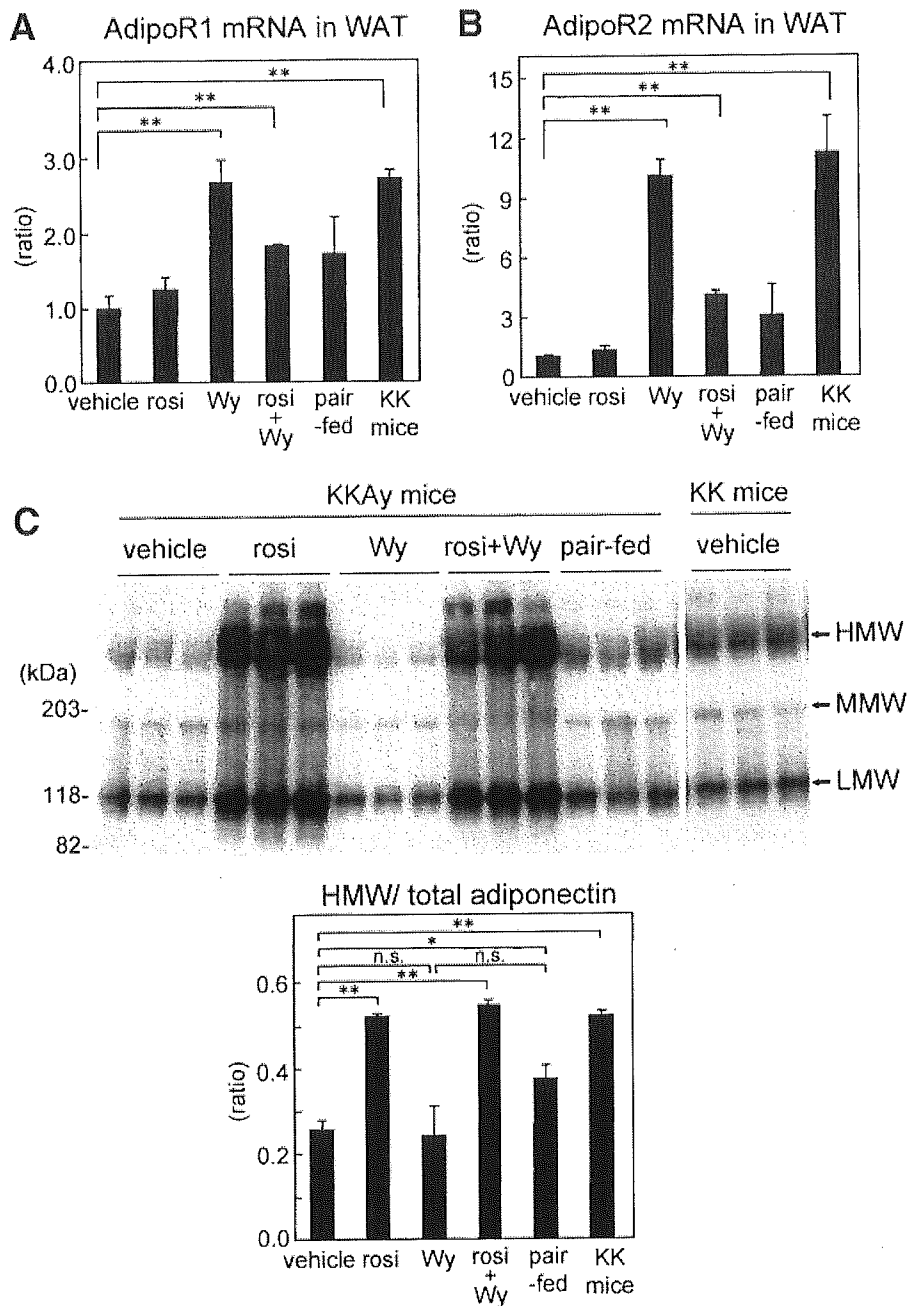 A AdipoR1 mRNA in WAT
4.0
3.0
2.0
1.0
0.0
(ratio)
**
**
**
vehicle rosi Wy rosi + Wy pair -fed KK mice
B AdipoR2 mRNA in WAT
15
12
9
6
3
0
(ratio)
**
**
**
vehicle rosi Wy rosi + Wy pair -fed KK mice
C
KKAy mice KK mice
vehicle rosi Wy rosi+Wy pair-fed vehicle
(kDa)
203-
118-
82-
HMW
MMW
LMW
HMW/ total adiponectin
**
*
n.s. n.s.
**
**
0.6
0.4
0.2
0.0
(ratio)
vehicle rosi Wy rosi + Wy pair -fed KK mice